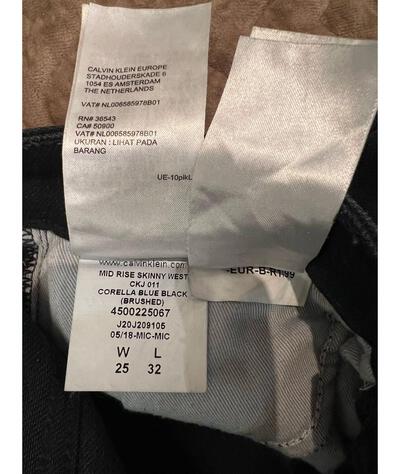 CALVIN KLEIN EUROPE
STADHOUDERSKADE 6
1054 ES AMSTERDAM
THE NETHERLANDS
VAT# NL006585978B01
RN# 36543
CA# 50900
VAT# NL006585978B01
UKURAN : LIHAT PADA
BARANG
www.calvinklein.com
MID RISE SKINNY WEST
CKJ 011
CORELLA BLUE BLACK
(BRUSHED)
4500225067
J20J209105
05/18-MIC-MIC
W L
25 32